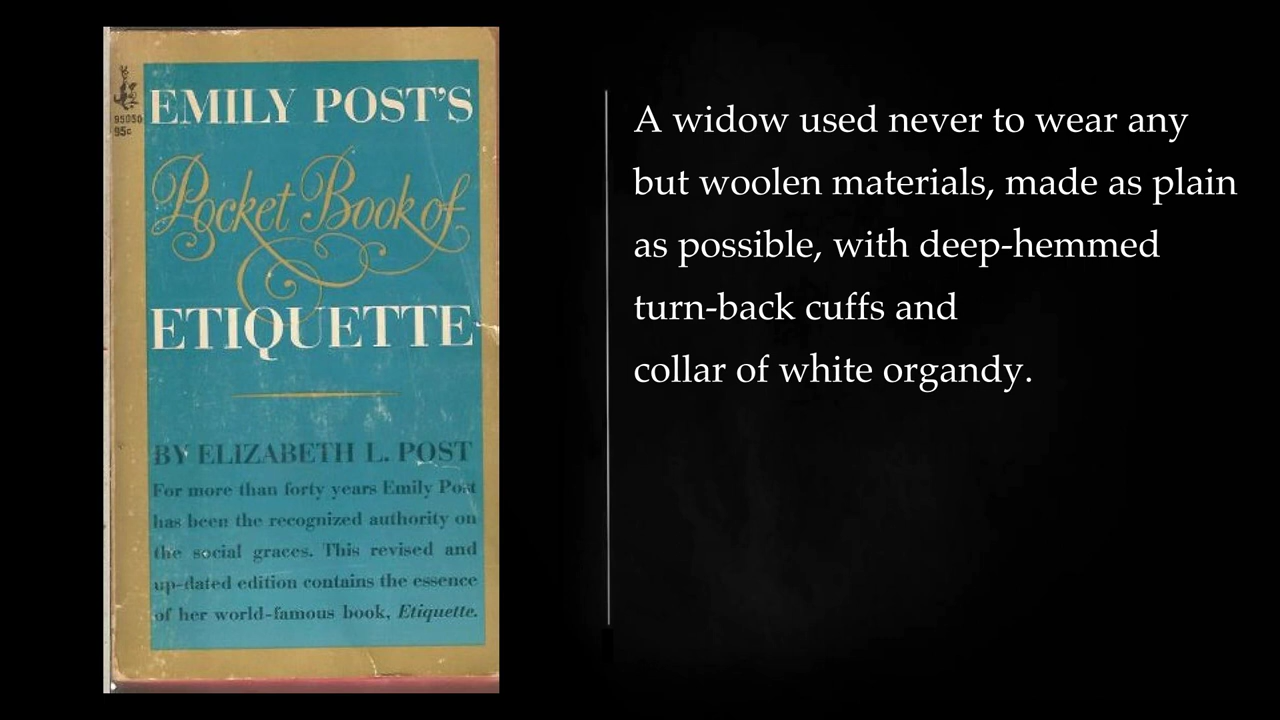 EMILY POST'S
Pocket Book of
ETIQUETTE
95050
95c
BY ELIZABETH L. POST
For more than forty years Emily Post
has been the recognized authority on
the social graces. This revised and
up-dated edition contains the essence
of her world-famous book, Etiquette.
A widow used never to wear any
but woolen materials, made as plain
as possible, with deep-hemmed
turn-back cuffs and
collar of white organdy.